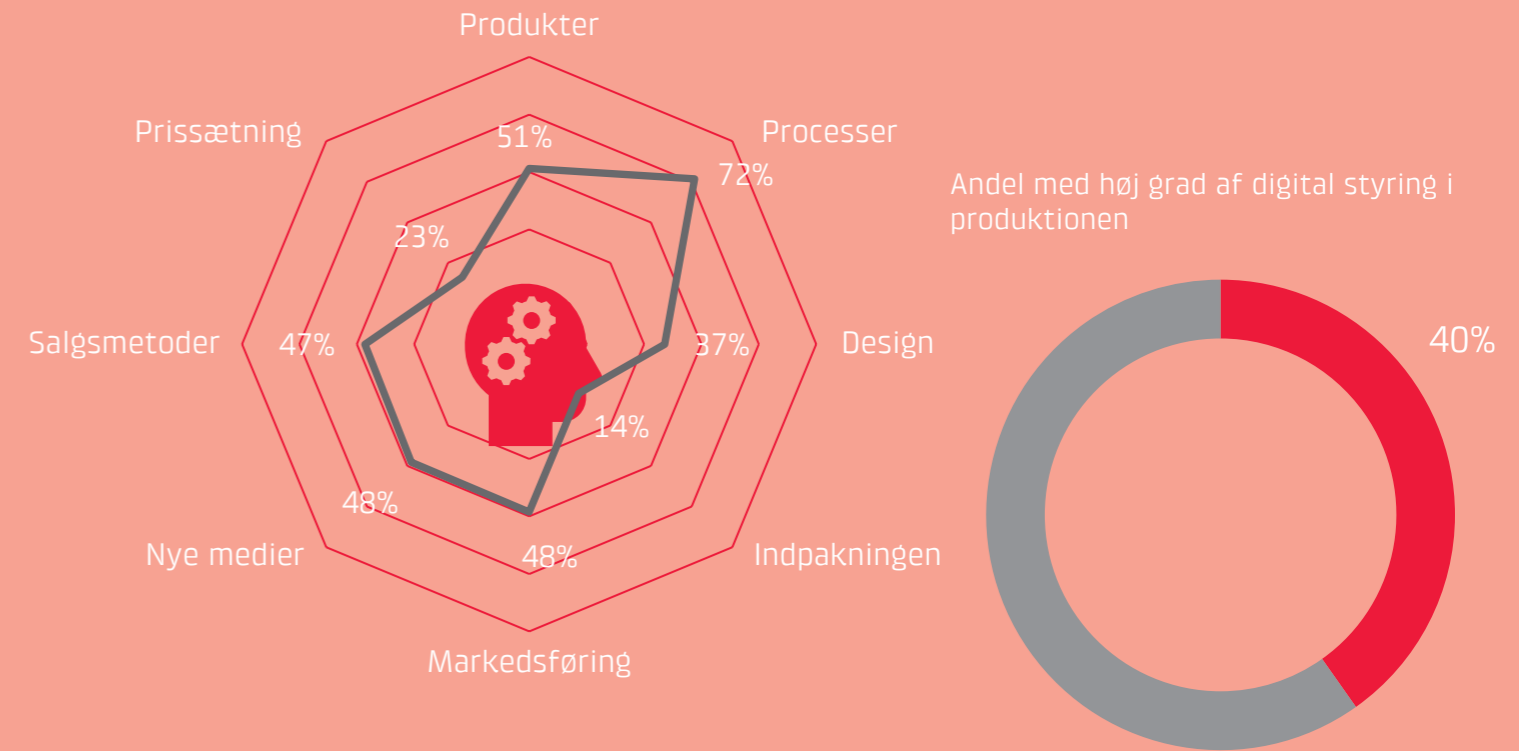 Produkter
Prissætning
Processer
51%
72%
Andel med høj grad af digital styring i
produktionen
23%
Salgsmetoder
47%
37%
Design
40%
14%
48%
Nye medier
48%
Indpakningen
Markedsføring